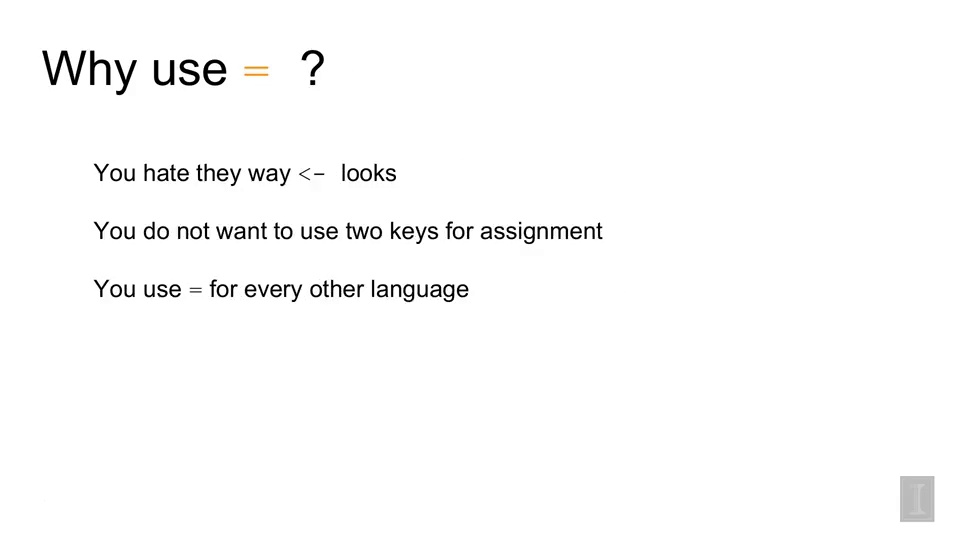 Why use = ?
You hate they way <- looks
You do not want to use two keys for assignment
You use = for every other language
I